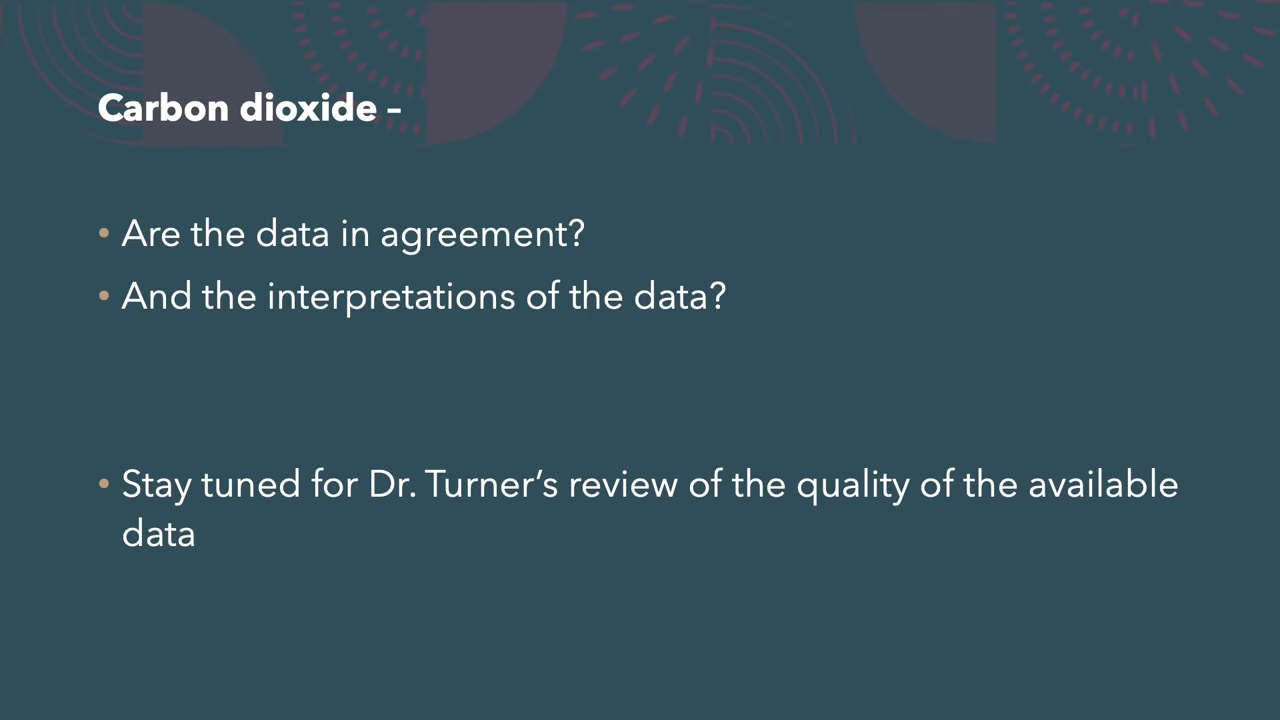 Carbon dioxide –
• Are the data in agreement?
• And the interpretations of the data?
• Stay tuned for Dr. Turner’s review of the quality of the available
data